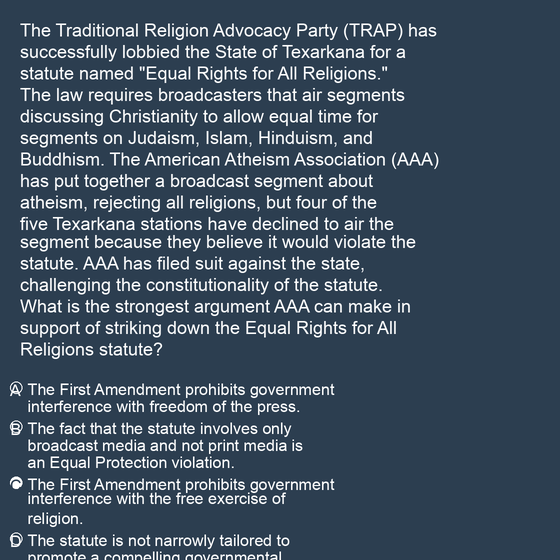 The Traditional Religion Advocacy Party (TRAP) has
successfully lobbied the State of Texarkana for a
statute named "Equal Rights for All Religions."
The law requires broadcasters that air segments
discussing Christianity to allow equal time for
segments on Judaism, Islam, Hinduism, and
Buddhism. The American Atheism Association (AAA)
has put together a broadcast segment about
atheism, rejecting all religions, but four of the
five Texarkana stations have declined to air the
segment because they believe it would violate the
statute. AAA has filed suit against the state,
challenging the constitutionality of the statute.
What is the strongest argument AAA can make in
support of striking down the Equal Rights for All
Religions statute?
A The First Amendment prohibits government
interference with freedom of the press.
B The fact that the statute involves only
broadcast media and not print media is
an Equal Protection violation.
The First Amendment prohibits government
interference with the free exercise of
religion.
D The statute is not narrowly tailored to
promote a compelling governmental